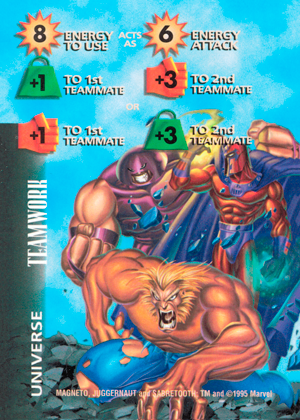 8 ENERGY TO USE ACTS AS 6 ENERGY ATTACK
+1 TO 1st TEAMMATE +3 TO 2nd TEAMMATE
OR
+1 TO 1st TEAMMATE +3 TO 2nd TEAMMATE
UNIVERSE TEAMWORK
MAGNETO, JUGGERNAUT and SABRETOOTH, TM and ©1995 Marvel